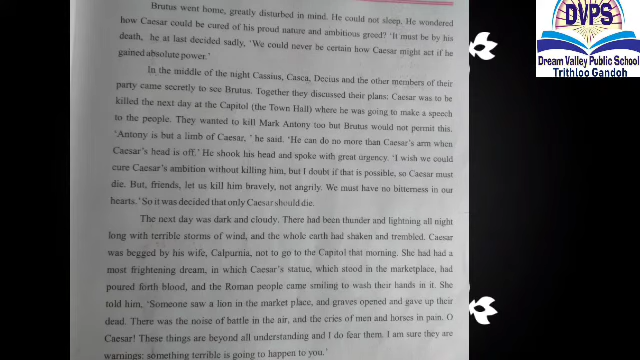 Brutus went home, greatly disturbed in mind. He could not sleep. He wondered
how Caesar could be cured of his proud nature and ambitious greed? 'It must be by his
death, he at last decided sadly, 'We could never be certain how Caesar might act if he
gained absolute power.'
In the middle of the night Cassius, Casca, Decius and the other members of their
party came secretly to see Brutus. Together they discussed their plans: Caesar was to be
killed the next day at the Capitol (the Town Hall) where he was going to make a speech
to the people. They wanted to kill Mark Antony too but Brutus would not permit this.
'Antony is but a limb of Caesar,' he said. 'He can do no more than Caesar's arm when
Caesar's head is off.' He shook his head and spoke with great urgency. 'I wish we could
cure Caesar's ambition without killing him, but I doubt if that is possible, so Caesar must
die. But, friends, let us kill him bravely, not angrily. We must have no bitterness in our
hearts.' So it was decided that only Caesar should die.
The next day was dark and cloudy. There had been thunder and lightning all night
long with terrible storms of wind, and the whole earth had shaken and trembled. Caesar
was begged by his wife, Calpurnia, not to go to the Capitol that morning. She had had a
most frightening dream, in which Caesar's statue, which stood in the marketplace, had
poured forth blood, and the Roman people came smiling to wash their hands in it. She
told him, 'Someone saw a lion in the market place, and graves opened and gave up their
dead. There was the noise of battle in the air, and the cries of men and horses in pain. O
Caesar! These things are beyond all understanding and I do fear them. I am sure they are
warnings; something terrible is going to happen to you.'
DVPS
Dream Valley Public School
Trithloo Gandoh